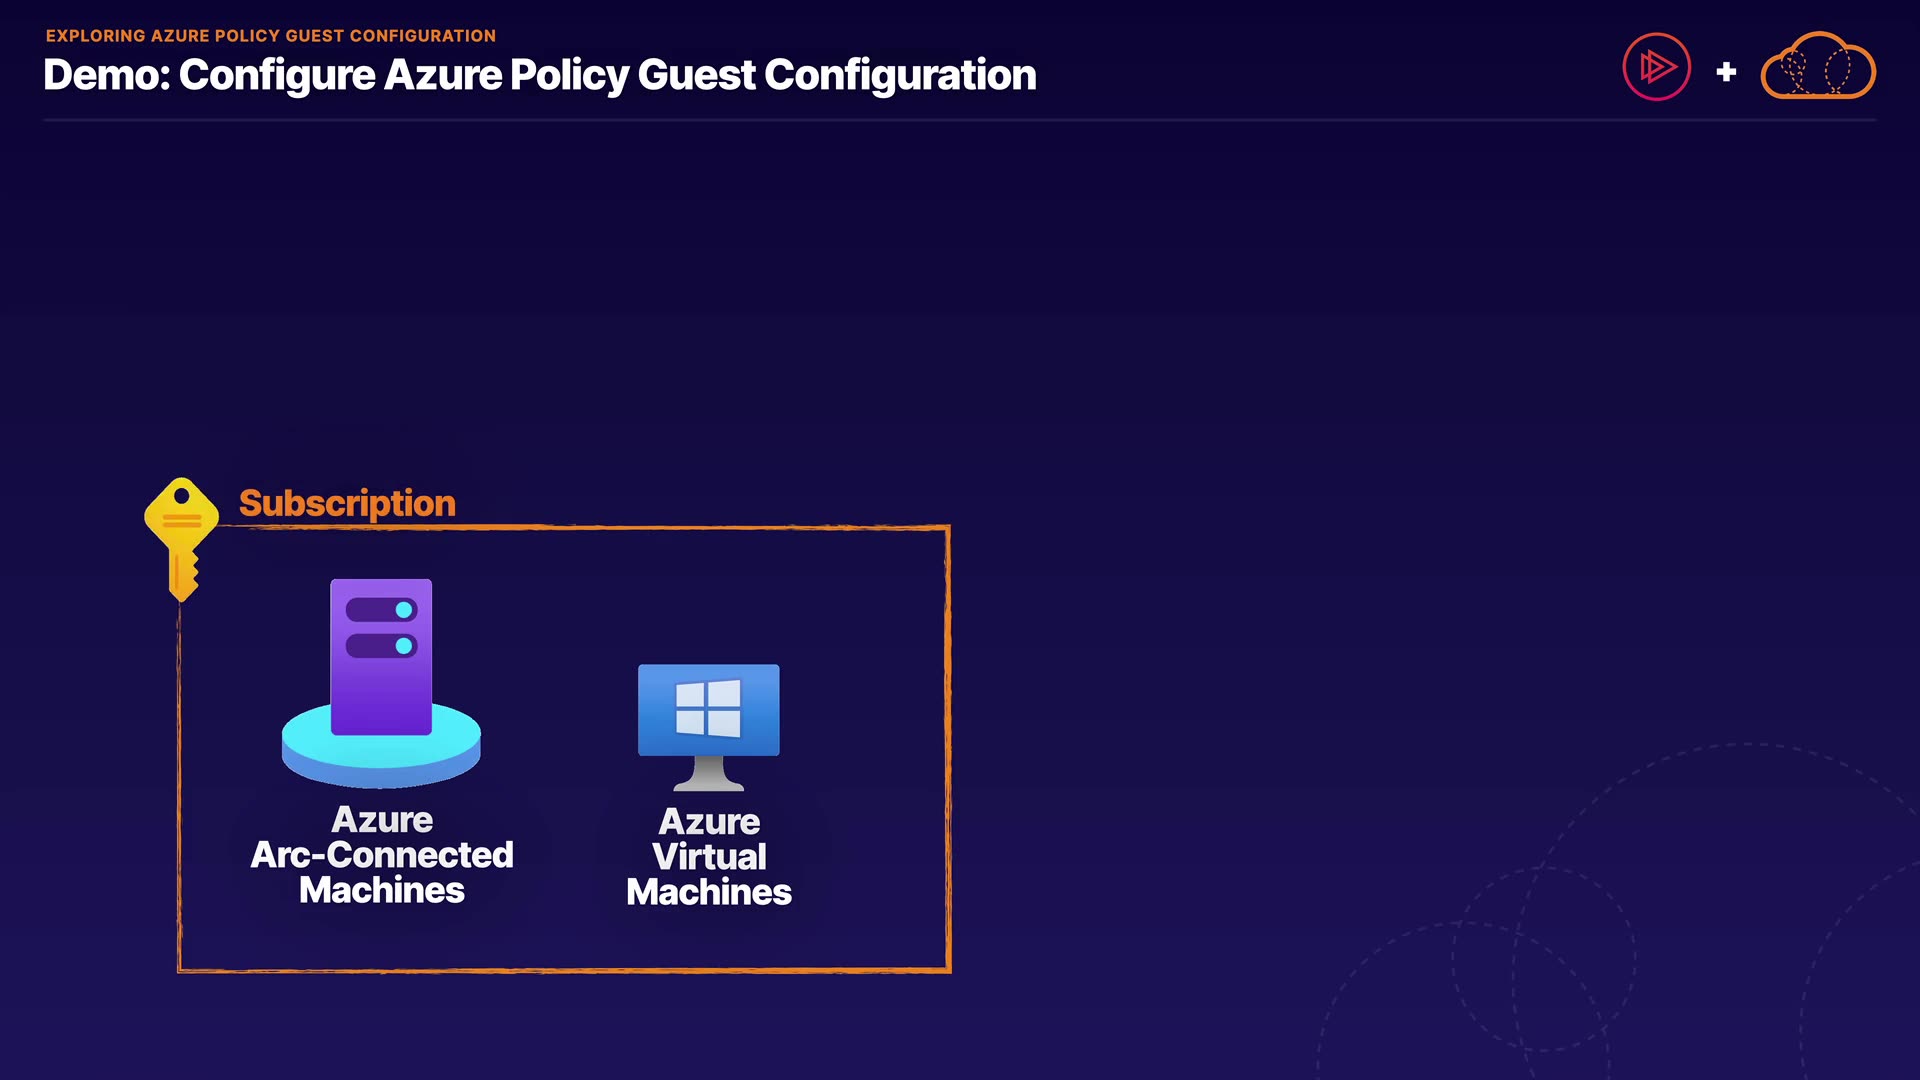 EXPLORING AZURE POLICY GUEST CONFIGURATION
Demo: Configure Azure Policy Guest Configuration
+
Subscription
Azure
Arc-Connected
Machines
Azure
Virtual
Machines